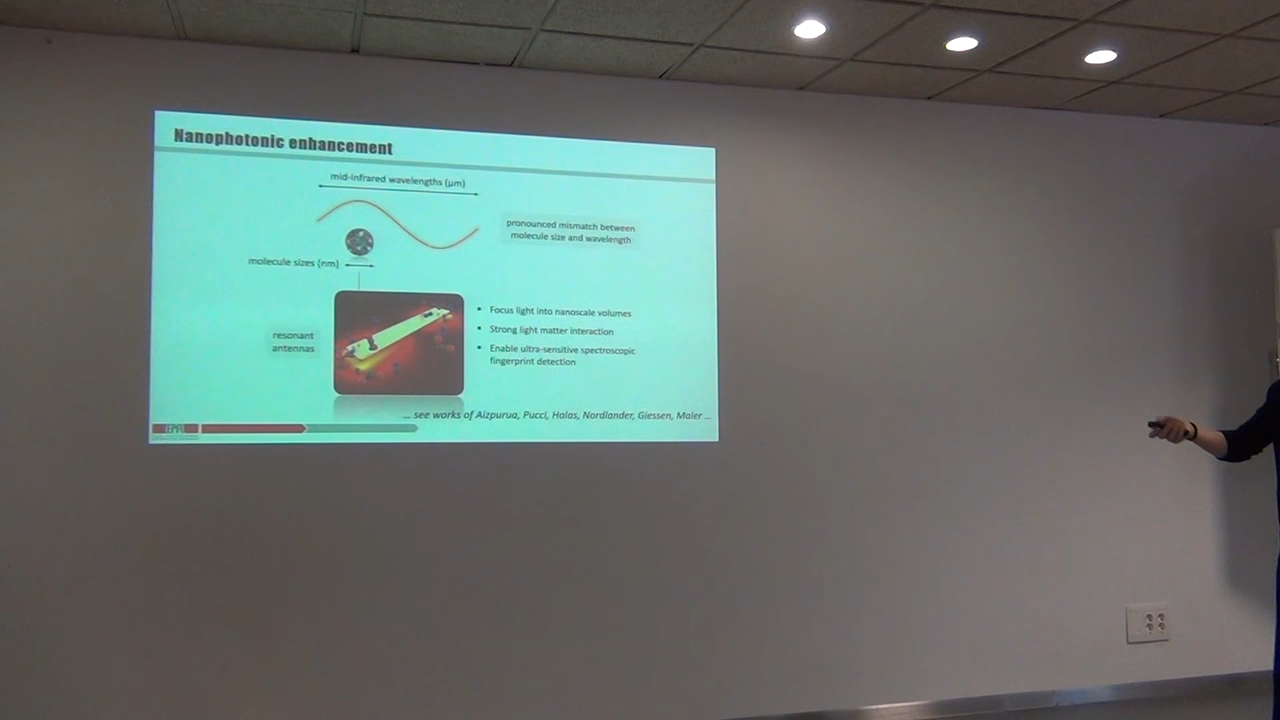 Nanophotonic enhancement
mid-infrared wavelengths (µm)
pronounced mismatch between
molecule size and wavelength
molecule sizes (nm)
resonant
antennas
▪ Focus light into nanoscale volumes
▪ Strong light matter interaction
▪ Enable ultra-sensitive spectroscopic
fingerprint detection
... see works of Aizpurua, Pucci, Halas, Nordlander, Giessen, Maier ...
EPFL